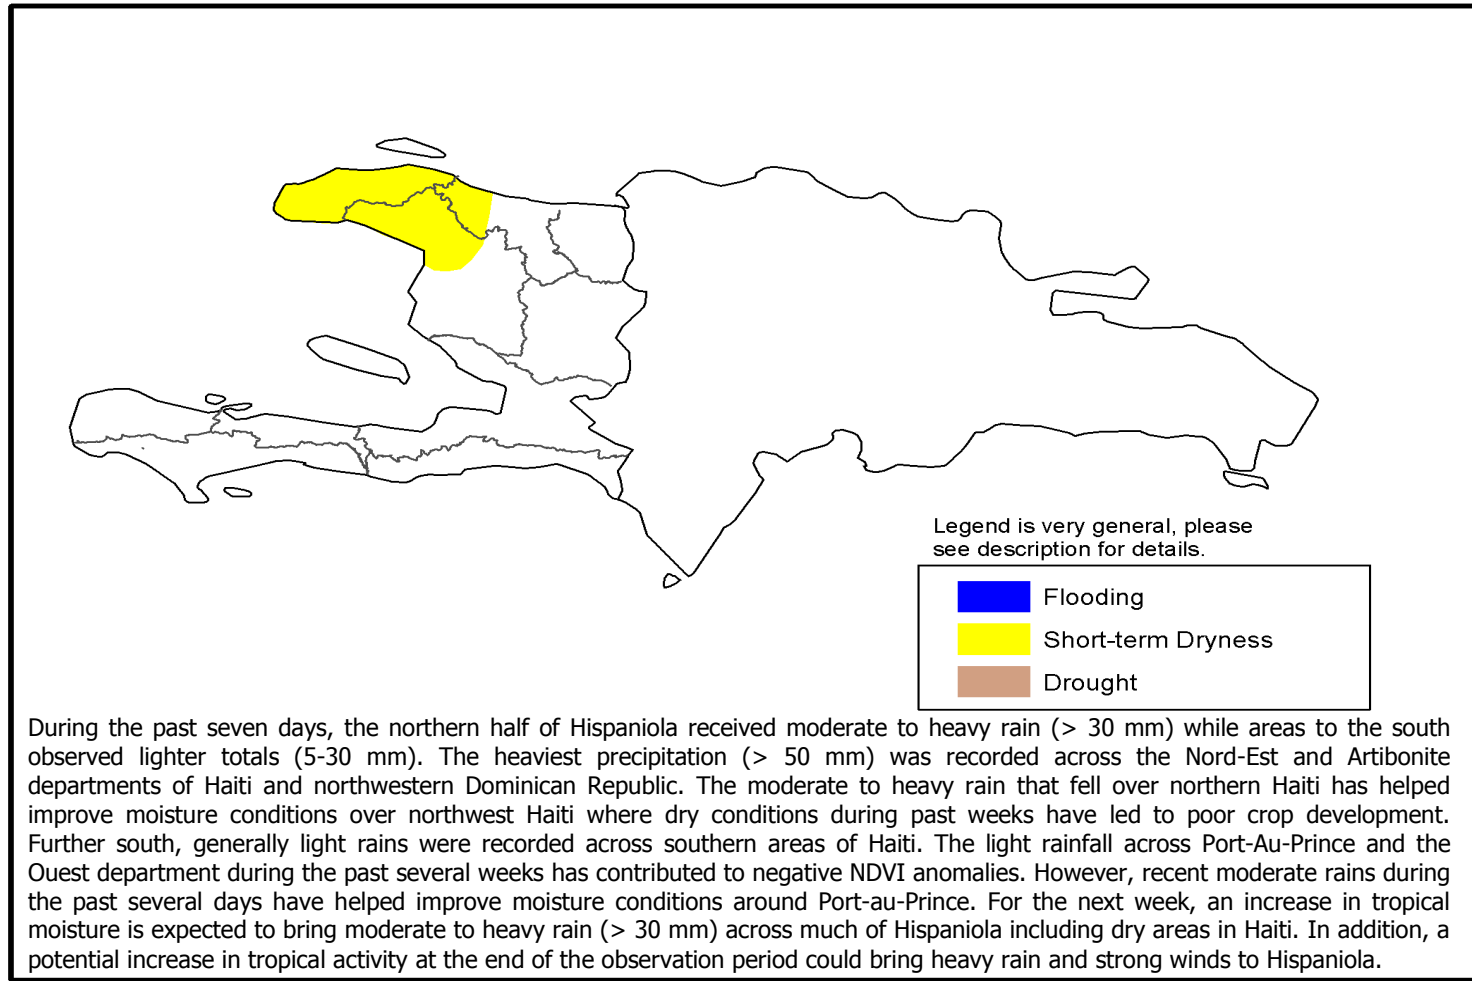 Legend is very general, please
see description for details.
Flooding
Short-term Dryness
Drought
During the past seven days, the northern half of Hispaniola received moderate to heavy rain (> 30 mm) while areas to the south
observed lighter totals (5-30 mm). The heaviest precipitation (> 50 mm) was recorded across the Nord-Est and Artibonite
departments of Haiti and northwestern Dominican Republic. The moderate to heavy rain that fell over northern Haiti has helped
improve moisture conditions over northwest Haiti where dry conditions during past weeks have led to poor crop development.
Further south, generally light rains were recorded across southern areas of Haiti. The light rainfall across Port-Au-Prince and the
Ouest department during the past several weeks has contributed to negative NDVI anomalies. However, recent moderate rains during
the past several days have helped improve moisture conditions around Port-au-Prince. For the next week, an increase in tropical
moisture is expected to bring moderate to heavy rain (> 30 mm) across much of Hispaniola including dry areas in Haiti. In addition, a
potential increase in tropical activity at the end of the observation period could bring heavy rain and strong winds to Hispaniola.